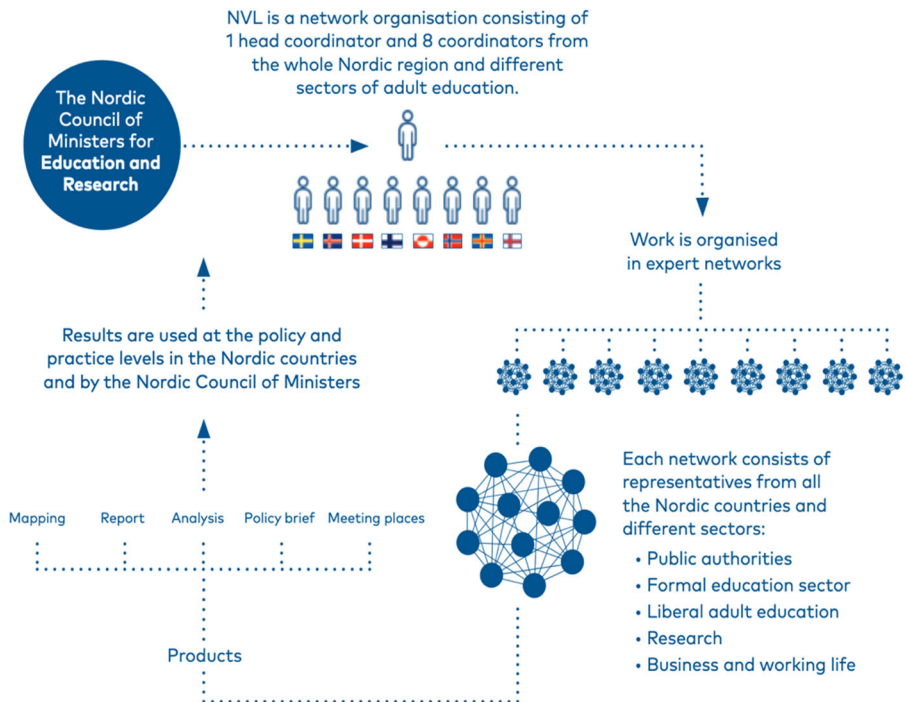 NVL is a network organisation consisting of
1 head coordinator and 8 coordinators from
the whole Nordic region and different
sectors of adult education.
The Nordic
Council of
Ministers for
Education and
Research
Work is organised
in expert networks
Each network consists of
representatives from all
the Nordic countries and
different sectors:
• Public authorities
• Formal education sector
• Liberal adult education
• Research
• Business and working life
Products
Mapping
Report
Analysis
Policy brief
Meeting places
Results are used at the policy and
practice levels in the Nordic countries
and by the Nordic Council of Ministers